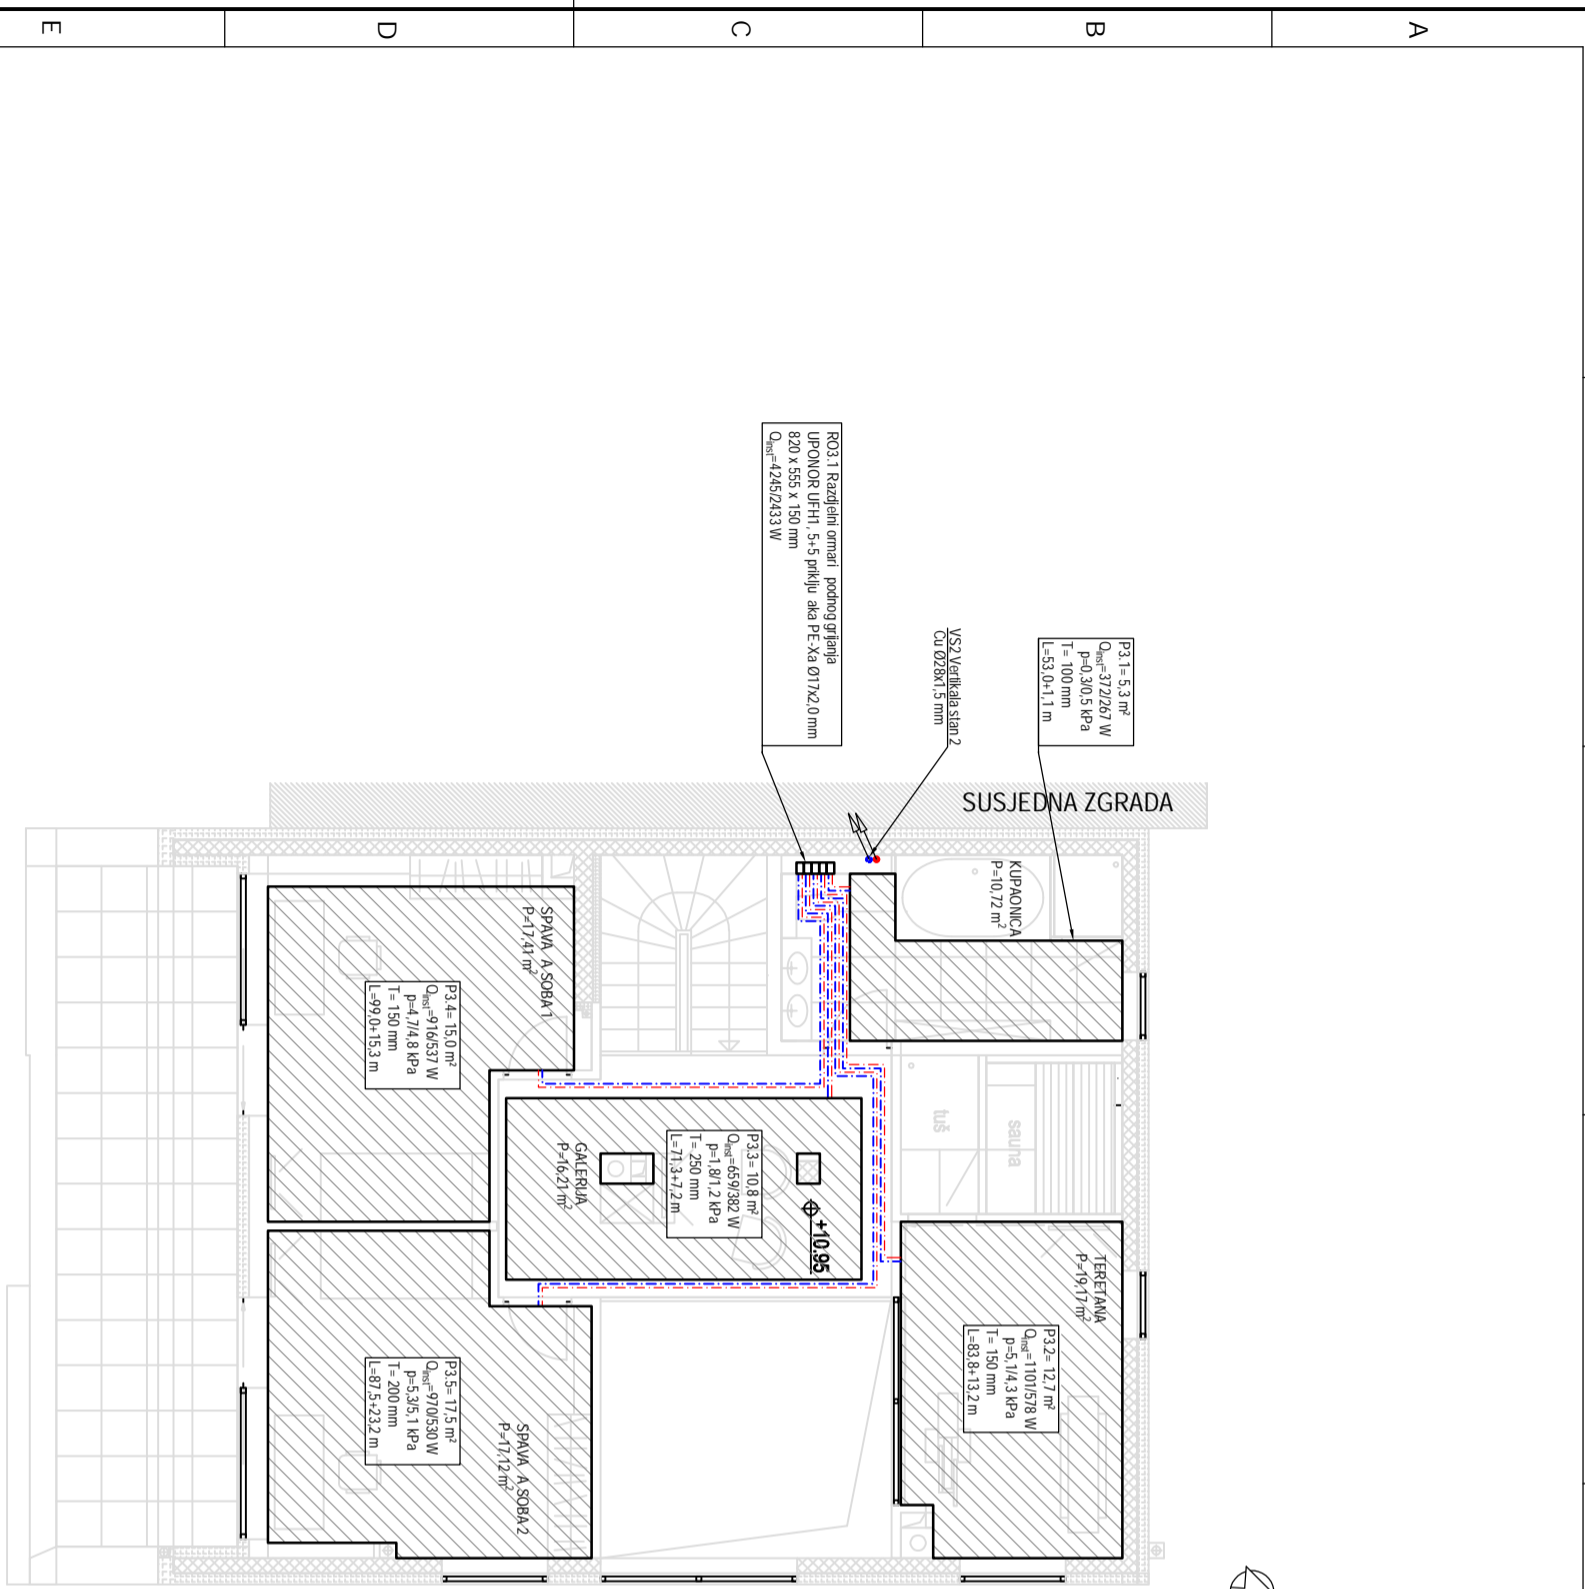 A
B
C
D
E
P3.1= 5,3 m²
Qinst=372/267 W
p=0,3/0,5 kPa
T= 100 mm
L=53,0+1,1 m
VS2 Vertikala stan 2
Cu Ø28x1,5 mm
RO3.1 Razdjelni ormari podnog grijanja
UPONOR UFH1, 5+5 priklju aka PE-Xa Ø17x2,0 mm
820 x 555 x 150 mm
Qinst=4245/2433 W
SUSJEDNA ZGRADA
KUPAONICA
P=10,72 m²
sauna
tuš
TERETANA
P=19,17 m²
P3.2= 12,7 m²
Qinst=1101/578 W
p=5,1/4,3 kPa
T= 150 mm
L=83,8+13,2 m
+10.95
P3.3= 10,8 m²
Qinst=659/382 W
p=1,8/1,2 kPa
T= 250 mm
L=71,3+7,2 m
GALERIJA
P=16,21 m²
SPAVA A SOBA 1
P=17,41 m²
P3.4= 15,0 m²
Qinst=916/537 W
p=4,7/4,8 kPa
T= 150 mm
L=99,0+15,3 m
SPAVA A SOBA 2
P=17,12 m²
P3.5= 17,5 m²
Qinst=970/530 W
p=5,3/5,1 kPa
T= 200 mm
L=87,5+23,2 m